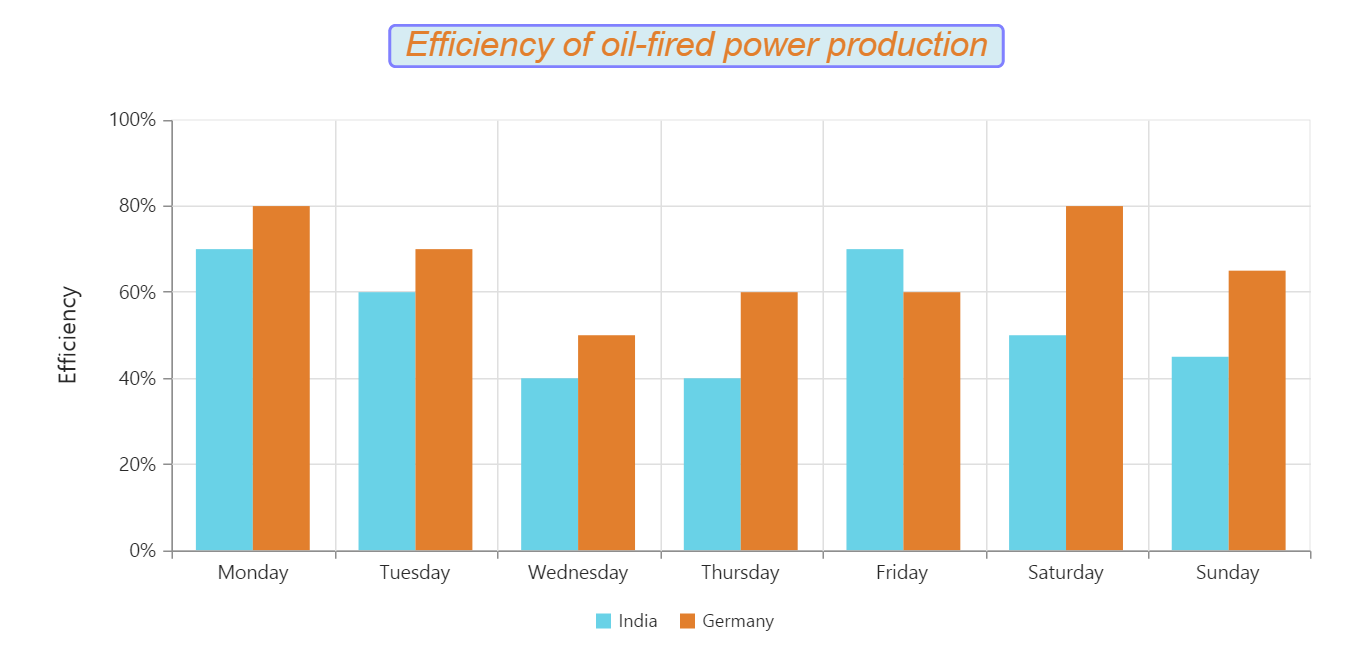 Efficiency of oil-fired power production
100%
80%
60%
40%
20%
0%
Efficiency
Monday Tuesday Wednesday Thursday Friday Saturday Sunday
India Germany